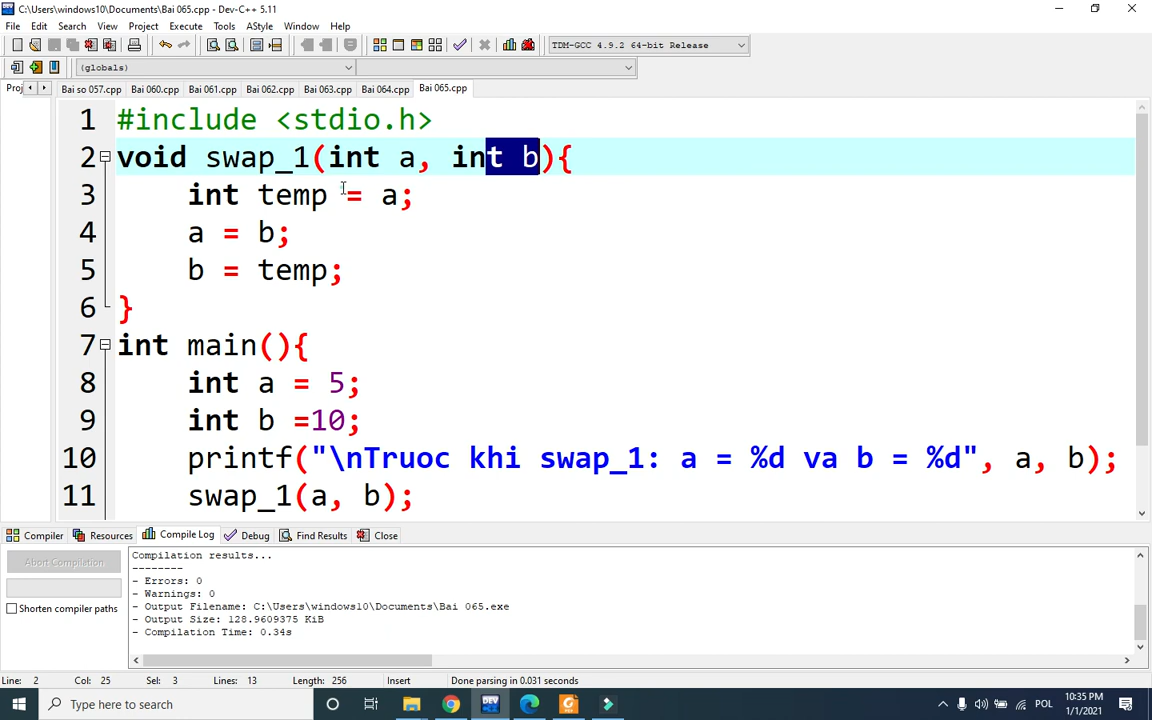 C:\Users\windows10\Documents\Bai 065.cpp - Dev-C++ 5.11
File Edit Search View Project Execute Tools AStyle Window Help
TDM-GCC 4.9.2 64-bit Release
(globals)
Proj Bai so 057.cpp Bai 060.cpp Bai 061.cpp Bai 062.cpp Bai 063.cpp Bai 064.cpp Bai 065.cpp
1 #include <stdio.h>
2 void swap_1(int a, int b){
3 int temp = a;
4 a = b;
5 b = temp;
6 }
7 int main(){
8 int a = 5;
9 int b =10;
10 printf("\nTruoc khi swap_1: a = %d va b = %d", a, b);
11 swap_1(a, b);
Compiler Resources Compile Log Debug Find Results Close
Abort Compilation
Shorten compiler paths
Compilation results...
--------
- Errors: 0
- Warnings: 0
- Output Filename: C:\Users\windows10\Documents\Bai 065.exe
- Output Size: 128.9609375 KiB
- Compilation Time: 0.34s
Line: 2 Col: 25 Sel: 3 Lines: 13 Length: 256 Insert Done parsing in 0.031 seconds
Type here to search
DEV
POL
10:35 PM
1/1/2021